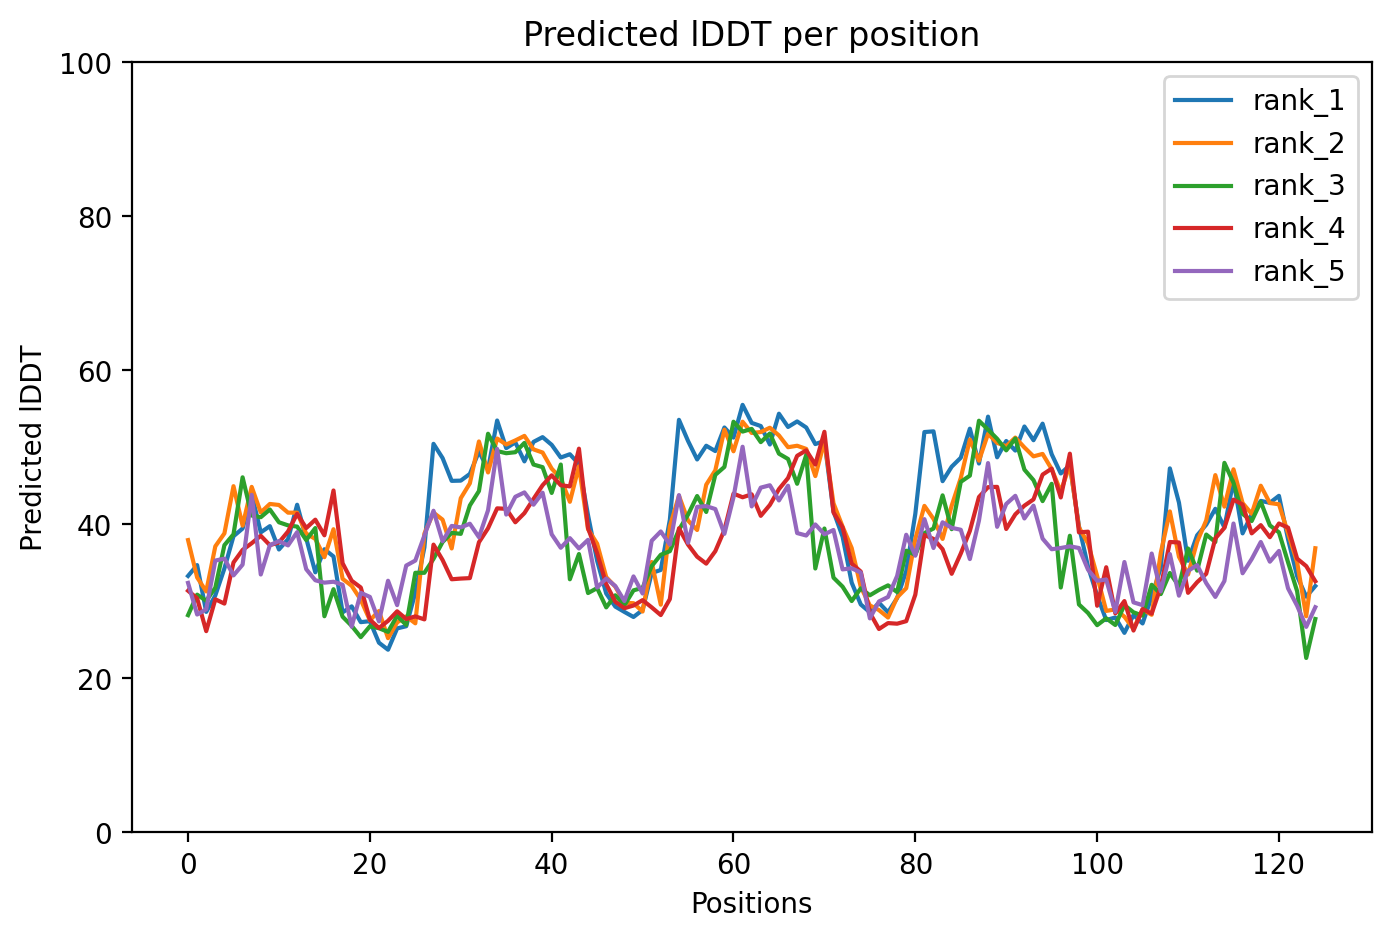 Predicted lDDT per position
100
80
60
40
20
0
Predicted lDDT
0 20 40 60 80 100 120
Positions
rank_1
rank_2
rank_3
rank_4
rank_5